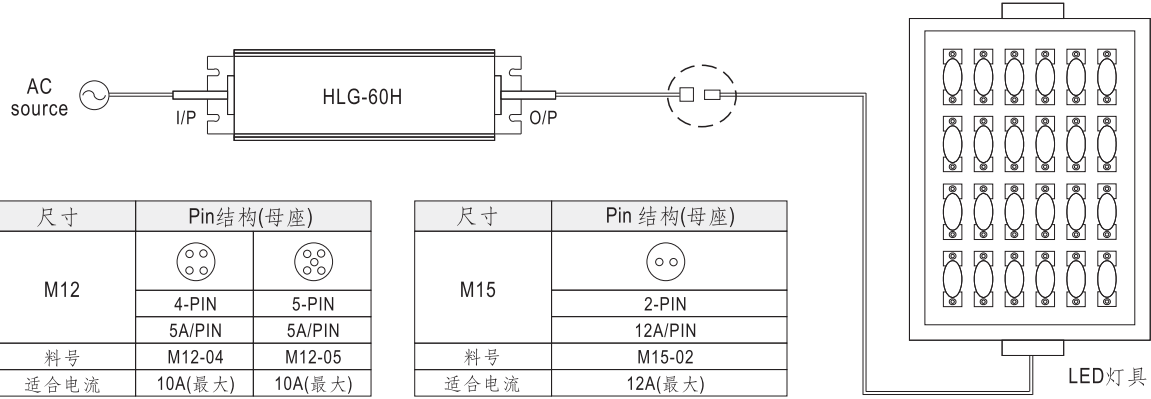 AC
source
I/P
HLG-60H
O/P
尺寸 Pin结构(母座)
M12
4-PIN 5-PIN
5A/PIN 5A/PIN
料号 M12-04 M12-05
适合电流 10A(最大) 10A(最大)
尺寸 Pin 结构(母座)
M15
2-PIN
12A/PIN
料号 M15-02
适合电流 12A(最大)
LED灯具